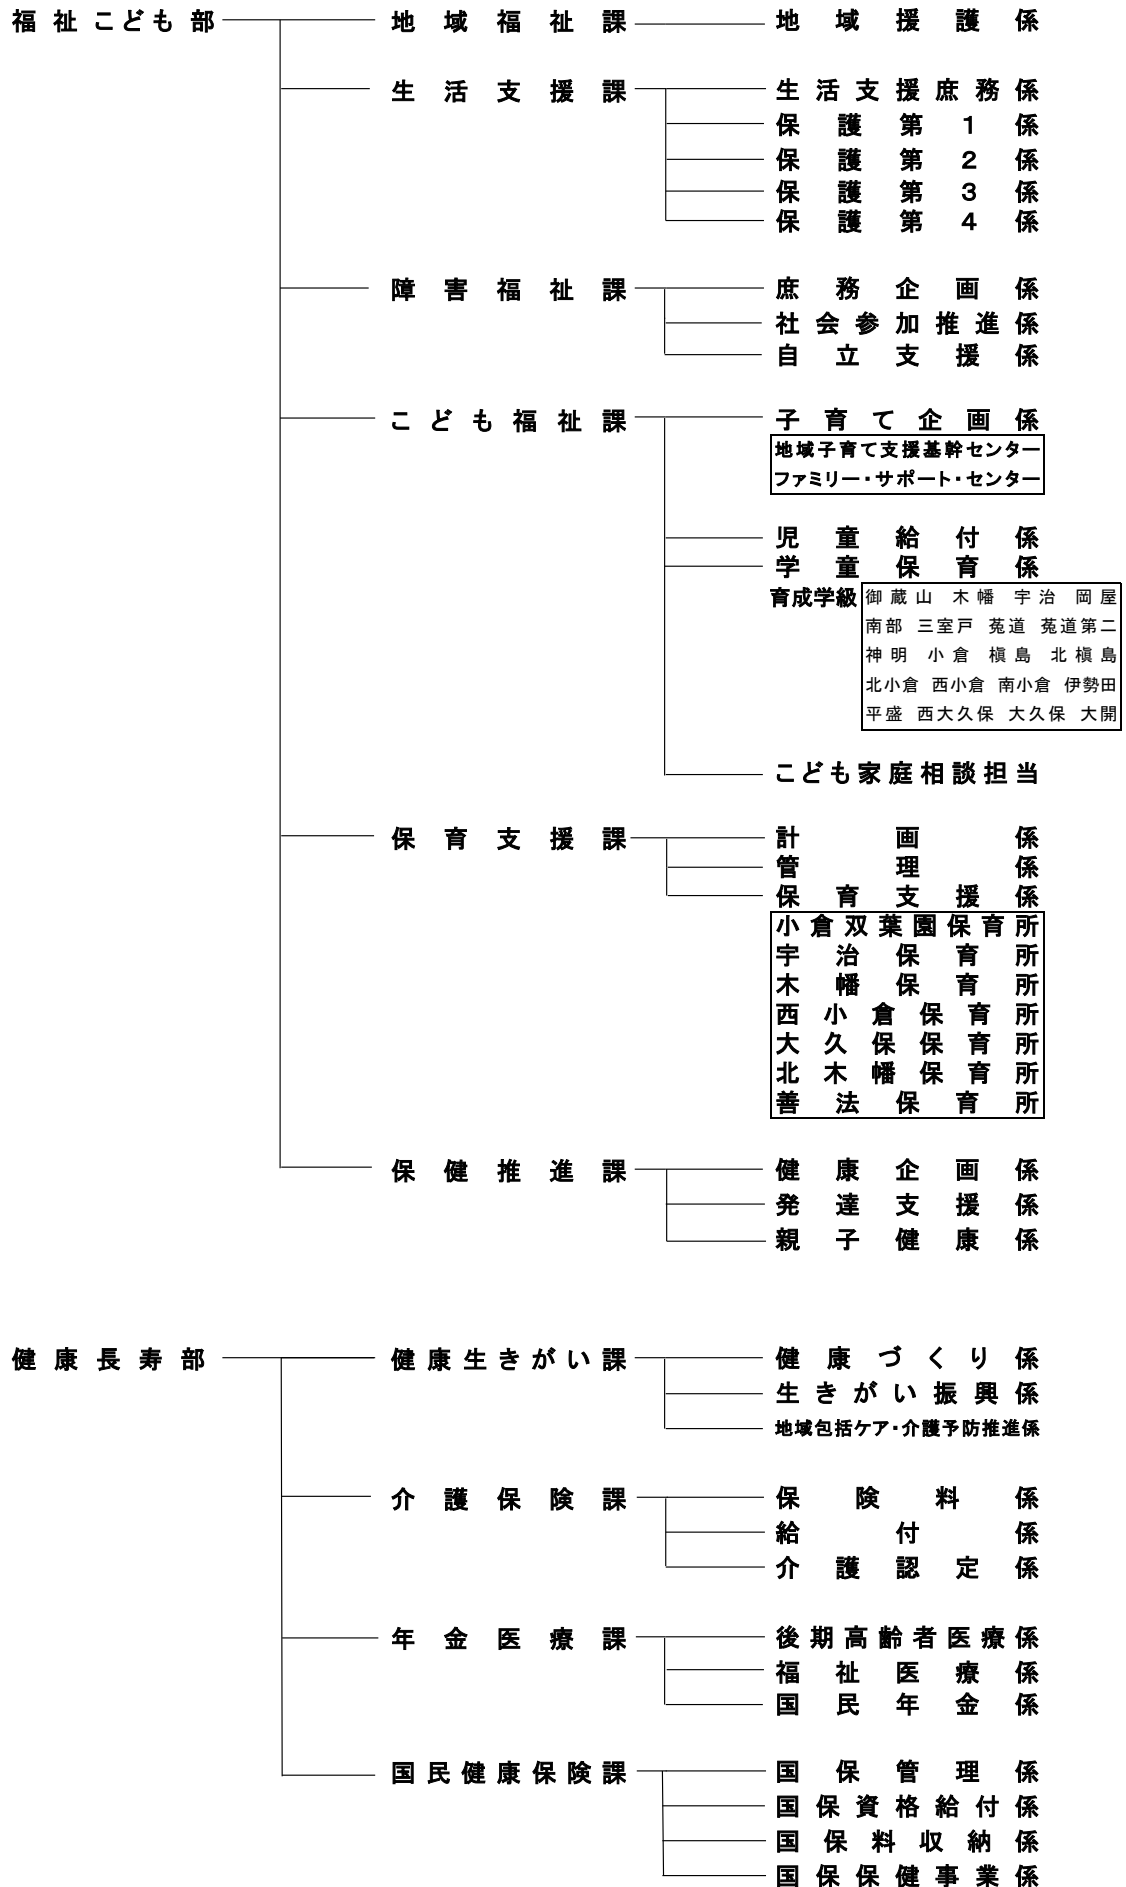 福祉こども部 地域福祉課 地域援護係
生活支援課 生活支援庶務係
保護第1係
保護第2係
保護第3係
保護第4係
障害福祉課 庶務企画係
社会参加推進係
自立支援係
こども福祉課 子育て企画係
地域子育て支援基幹センター
ファミリー・サポート・センター
児童給付係
学童保育係
育成学級 御蔵山 木幡 宇治 岡屋
南部 三室戸 菟道 菟道第二
神明 小倉 槇島 北槇島
北小倉 西小倉 南小倉 伊勢田
平盛 西大久保 大久保 大開
こども家庭相談担当
保育支援課 計画係
管理係
保育支援係
小倉双葉園保育所
宇治保育所
木幡保育所
西小倉保育所
大久保保育所
北木幡保育所
善法保育所
保健推進課 健康企画係
発達支援係
親子健康係
健康長寿部 健康生きがい課 健康づくり係
生きがい振興係
地域包括ケア・介護予防推進係
介護保険課 保険料係
給付係
介護認定係
年金医療課 後期高齢者医療係
福祉医療係
国民年金係
国民健康保険課 国保管理係
国保資格給付係
国保料収納係
国保保健事業係